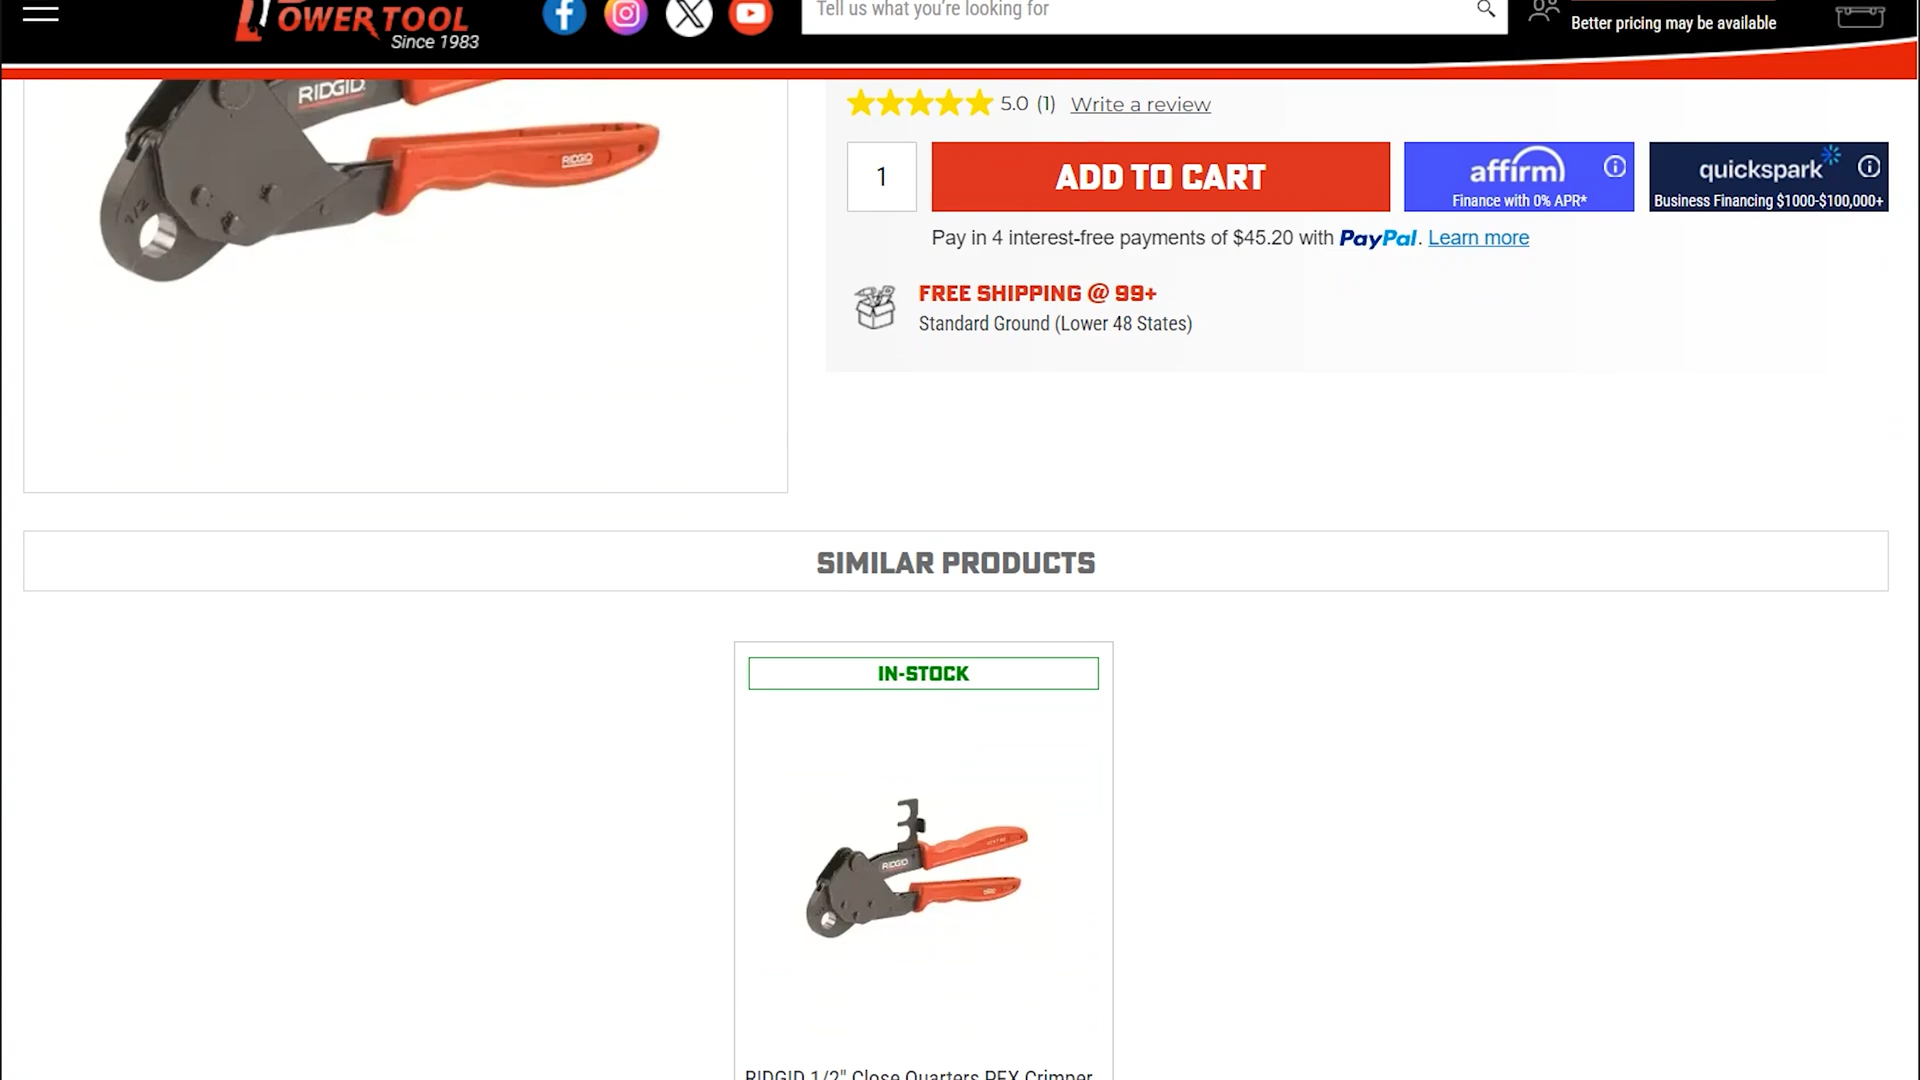 POWER TOOL
Since 1983
Tell us what you're looking for
Better pricing may be available
RIDGID
RIDGID
1/2
5.0 (1) Write a review
1
ADD TO CART
affirm
Finance with 0% APR*
quickspark
Business Financing $1000-$100,000+
Pay in 4 interest-free payments of $45.20 with PayPal. Learn more
FREE SHIPPING @ 99+
Standard Ground (Lower 48 States)
SIMILAR PRODUCTS
IN-STOCK
RIDGID
RIDGID 1/2" Close Quarters PEX Crimper